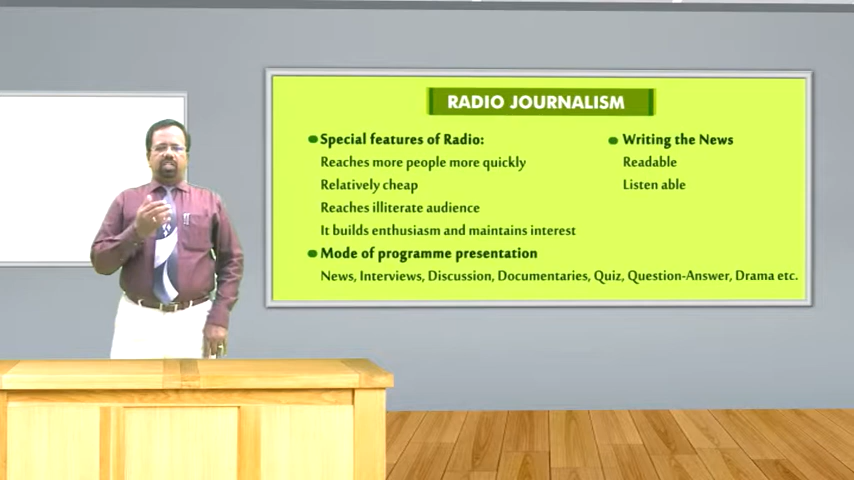 RADIO JOURNALISM
Special features of Radio:
Reaches more people more quickly
Relatively cheap
Reaches illiterate audience
It builds enthusiasm and maintains interest
Mode of programme presentation
News, Interviews, Discussion, Documentaries, Quiz, Question-Answer, Drama etc.
Writing the News
Readable
Listen able